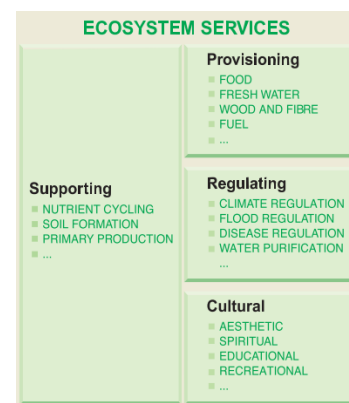 ECOSYSTEM SERVICES
Supporting
NUTRIENT CYCLING
SOIL FORMATION
PRIMARY PRODUCTION
...
Provisioning
FOOD
FRESH WATER
WOOD AND FIBRE
FUEL
...
Regulating
CLIMATE REGULATION
FLOOD REGULATION
DISEASE REGULATION
WATER PURIFICATION
...
Cultural
AESTHETIC
SPIRITUAL
EDUCATIONAL
RECREATIONAL
...